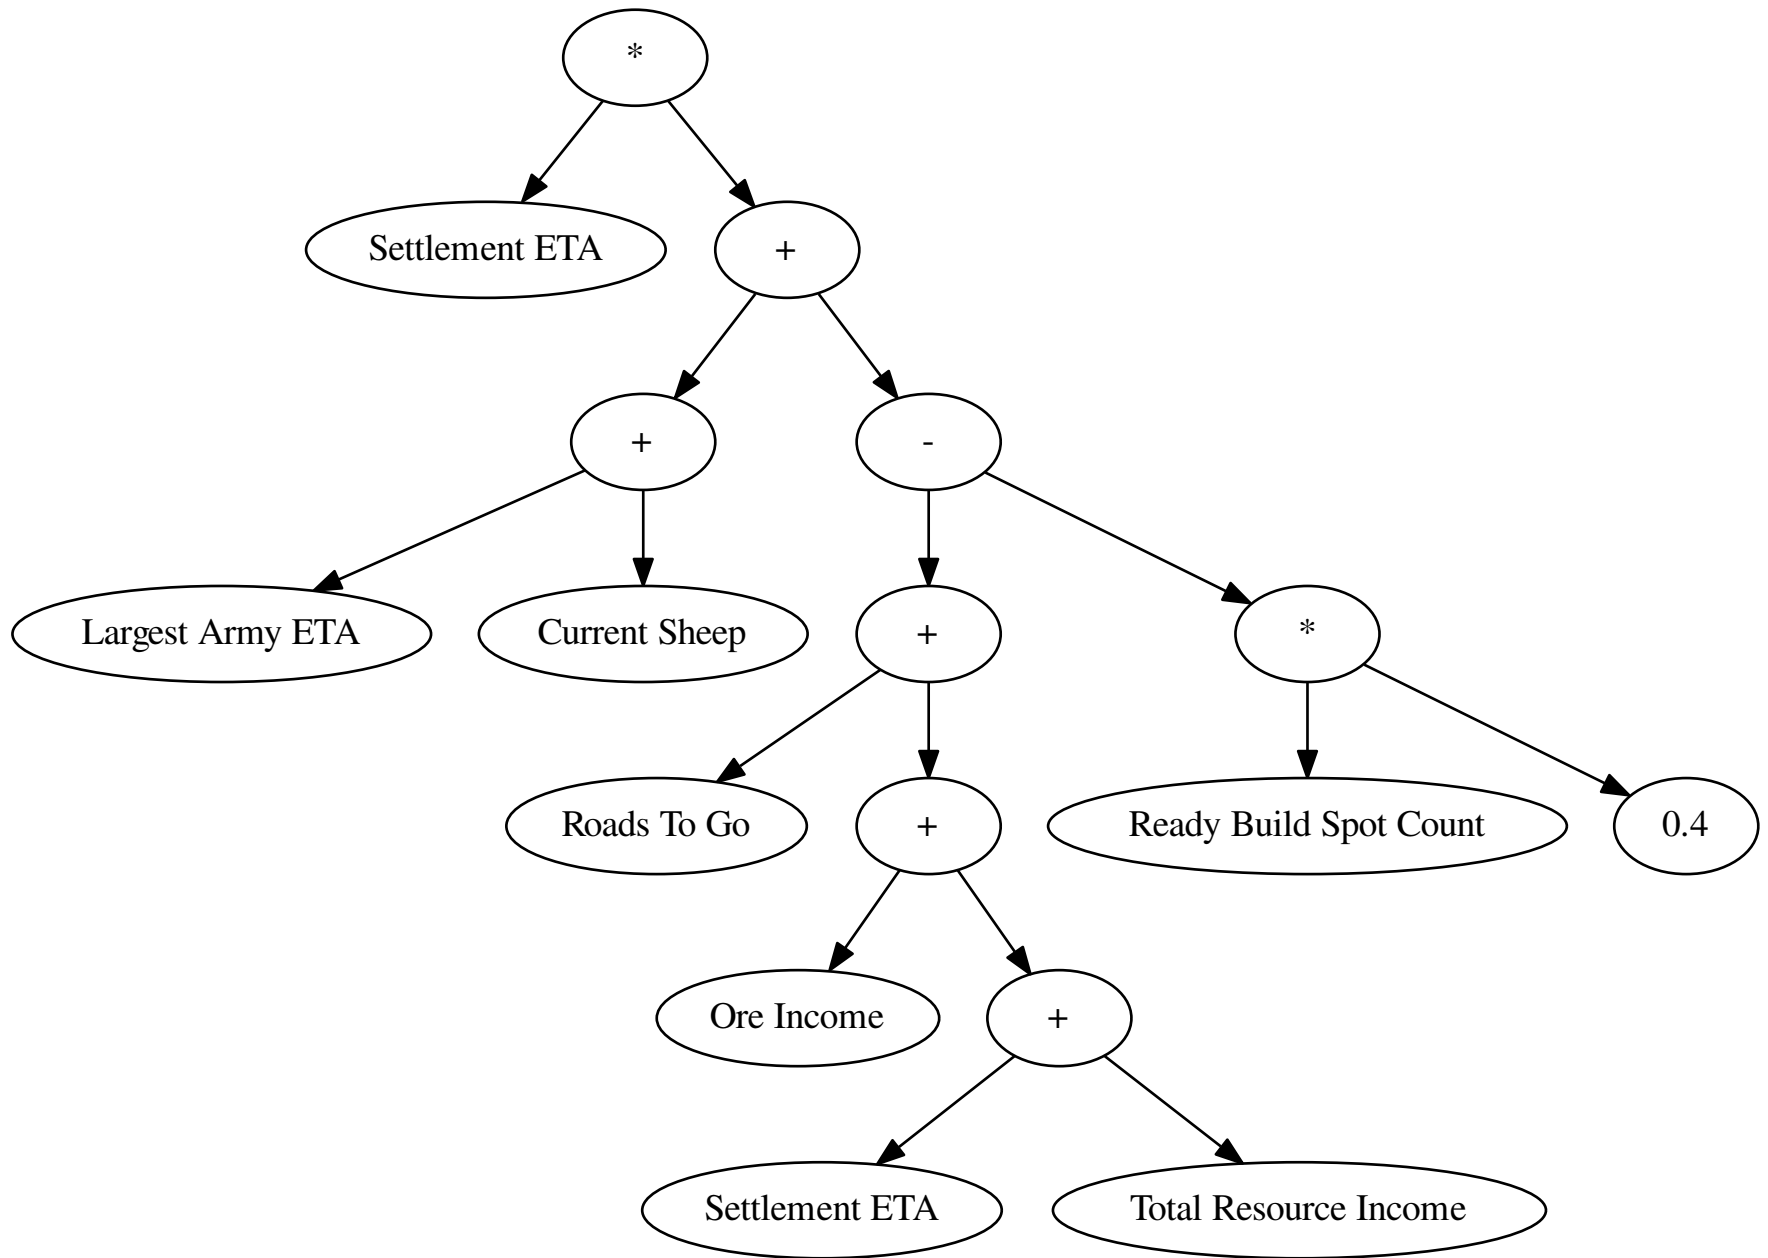 *
Settlement ETA
+
+
-
Largest Army ETA
Current Sheep
+
*
Roads To Go
+
Ready Build Spot Count
0.4
Ore Income
+
Settlement ETA
Total Resource Income